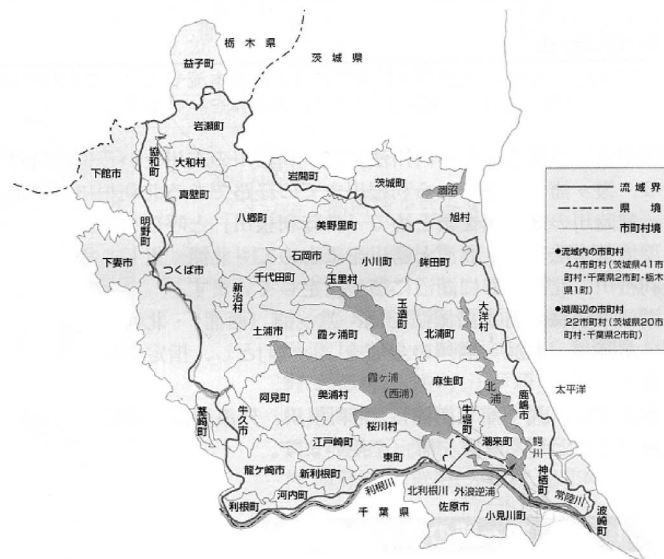 栃木県
茨城県
益子町
岩瀬町
協和町
大和村
下館市
真壁町
岩間町
茨城町
涸沼
旭村
明野町
八郷町
美野里町
石岡市
小川町
鉾田町
下妻市
つくば市
新治村
千代田町
玉里村
玉造町
大洋村
土浦市
霞ヶ浦町
北浦町
霞ヶ浦
(西浦)
麻生町
北浦
鹿嶋市
太平洋
阿見町
美浦村
牛堀町
茎崎町
牛久市
桜川村
潮来町
鰐川
江戸崎町
東町
神栖町
龍ケ崎市
新利根町
北利根川
外浪逆浦
常陸川
利根町
河内町
利根川
千葉県
佐原市
小見川町
波崎町
流域界
県境
市町村境
●流域内の市町村
44市町村(茨城県41市
町村・千葉県2市町・栃木
県1町)
●湖周辺の市町村
22市町村(茨城県20市
町村・千葉県2市町)